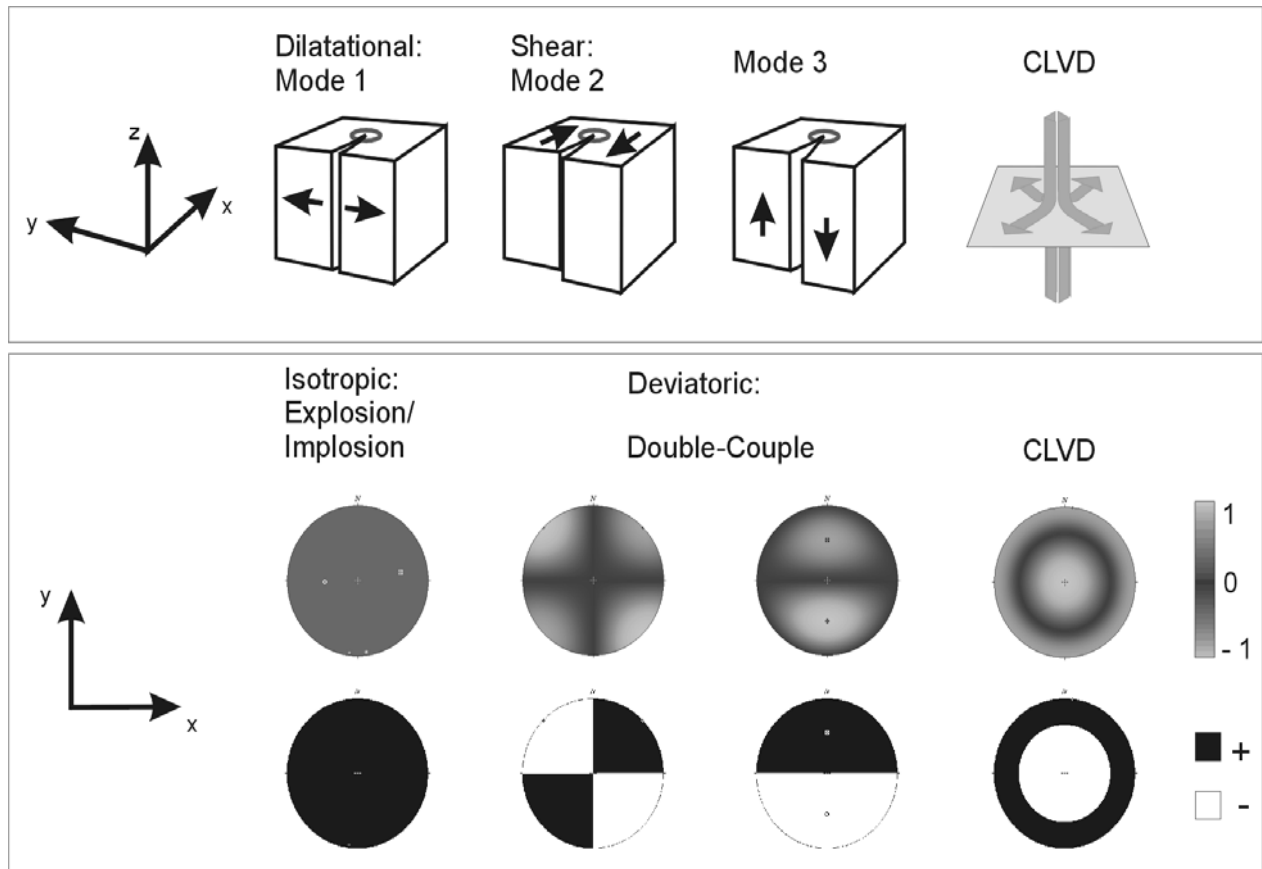 Dilatational:
Mode 1
Shear:
Mode 2
Mode 3
CLVD
z
y
x
Isotropic:
Explosion/
Implosion
Deviatoric:
Double-Couple
CLVD
N
N
N
N
1
0
- 1
y
x
N
N
N
N
+
-